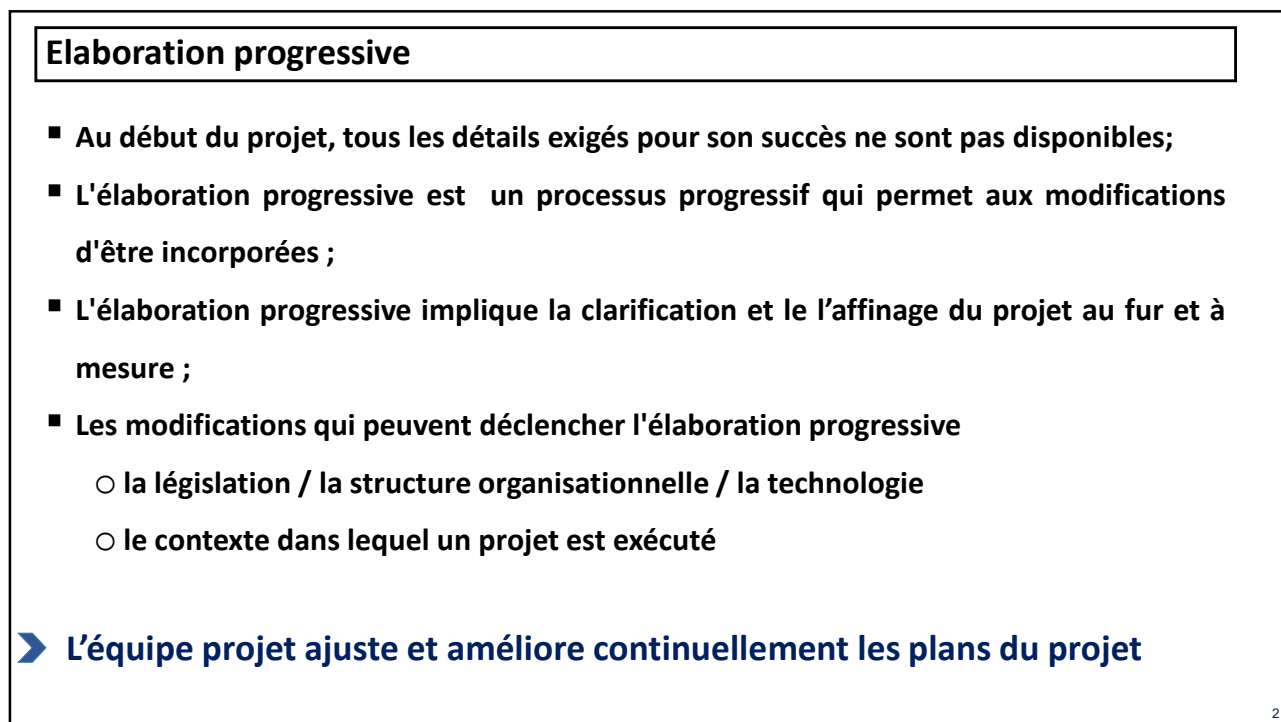 Elaboration progressive
▪ Au début du projet, tous les détails exigés pour son succès ne sont pas disponibles;
▪ L'élaboration progressive est  un processus progressif qui permet aux modifications
d'être incorporées ;
▪ L'élaboration progressive implique la clarification et le l’affinage du projet au fur et à
mesure ;
▪ Les modifications qui peuvent déclencher l'élaboration progressive
o la législation / la structure organisationnelle / la technologie
o le contexte dans lequel un projet est exécuté
L’équipe projet ajuste et améliore continuellement les plans du projet
2